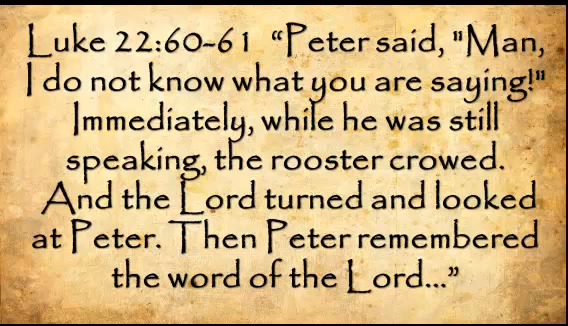 Luke 22:60-61 “Peter said, "Man,
I do not know what you are saying!"
Immediately, while he was still
speaking, the rooster crowed.
And the Lord turned and looked
at Peter. Then Peter remembered
the word of the Lord...”